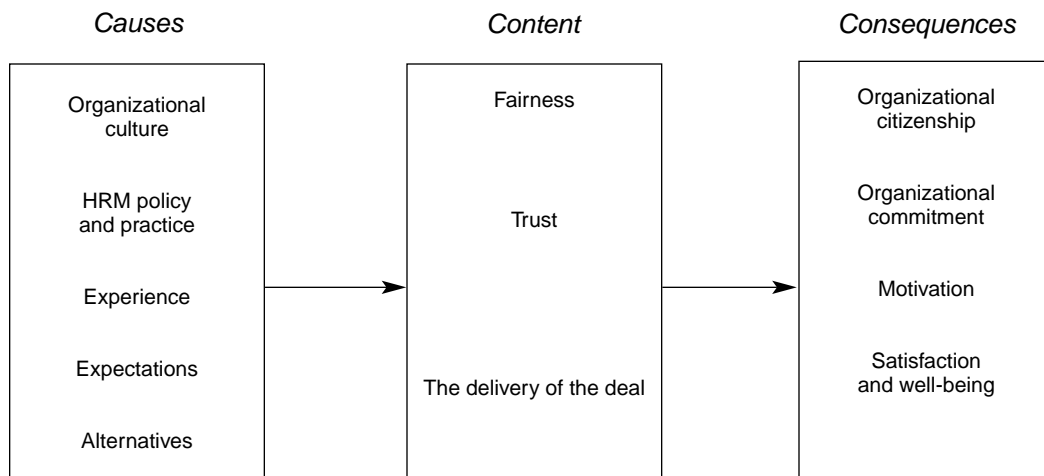 Causes
Content
Consequences
Organizational
culture
HRM policy
and practice
Experience
Expectations
Alternatives
Fairness
Trust
The delivery of the deal
Organizational
citizenship
Organizational
commitment
Motivation
Satisfaction
and well-being